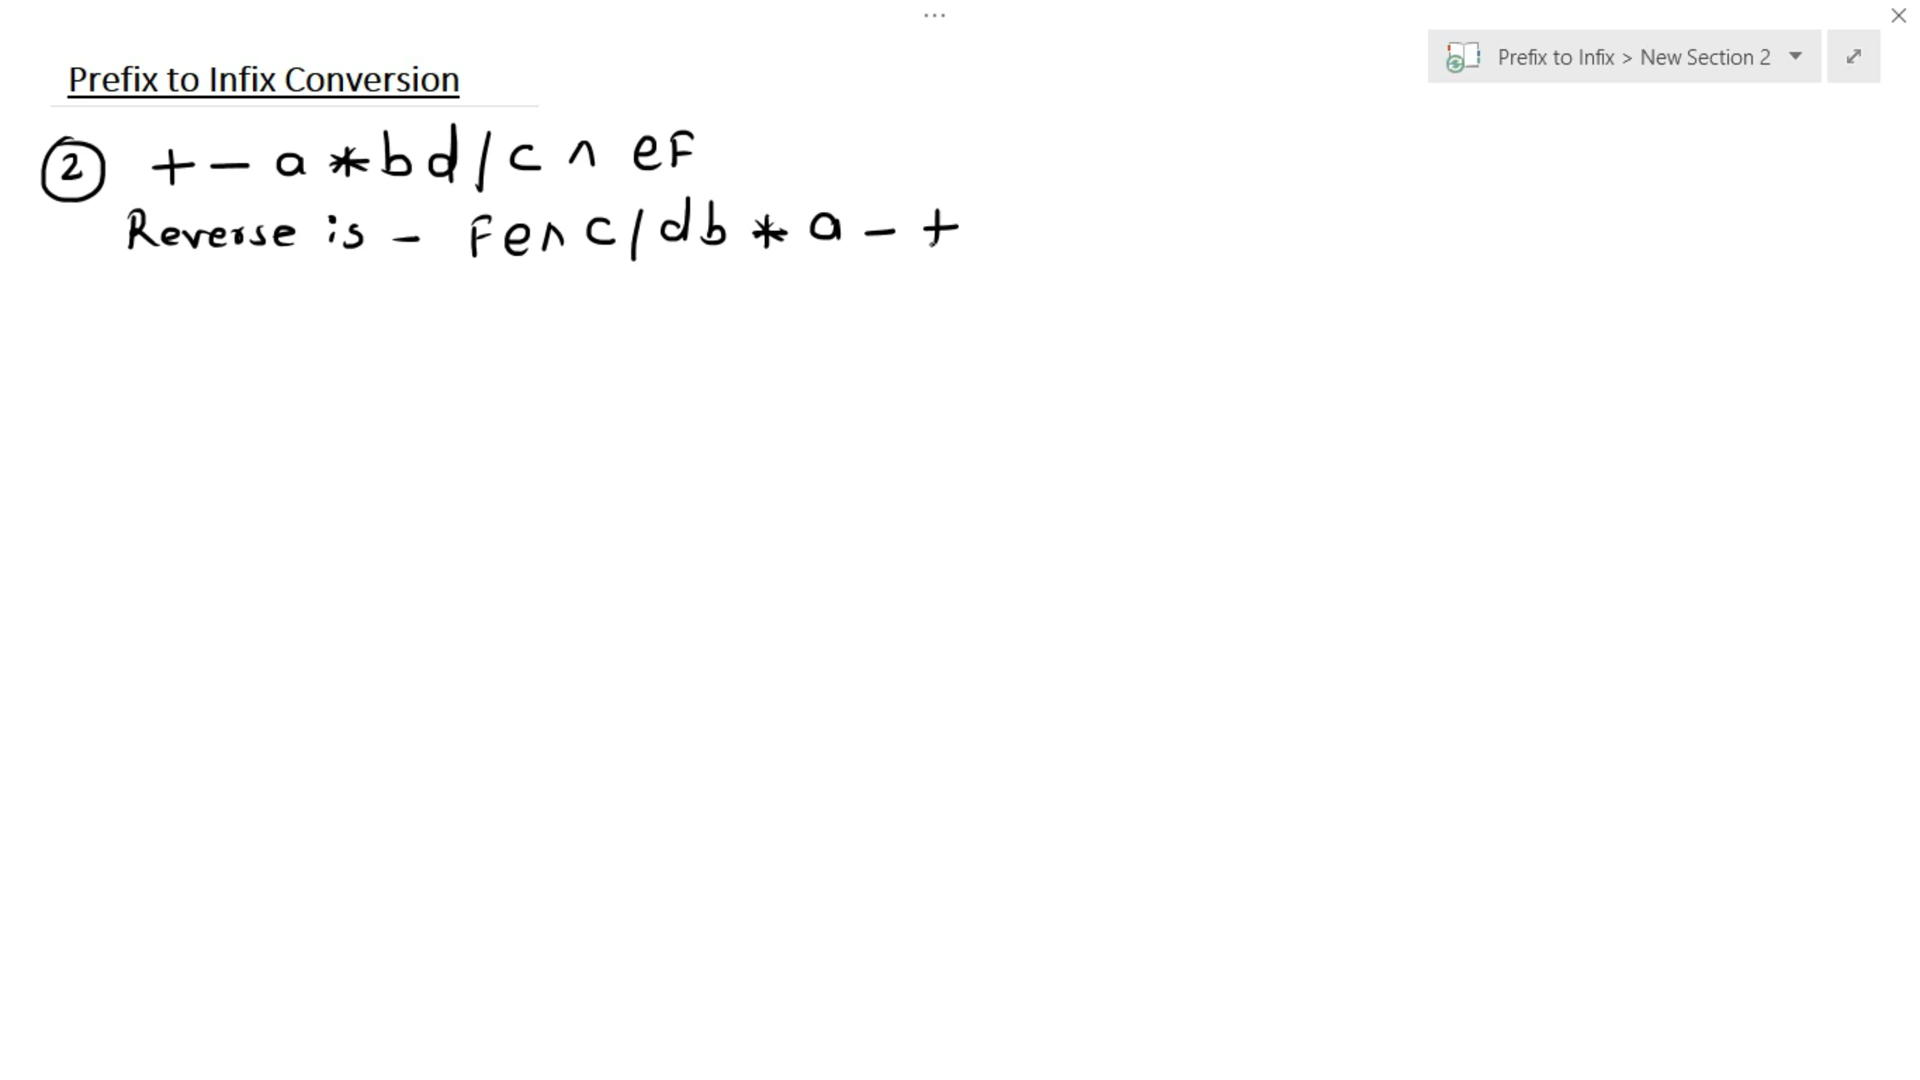 ...
Prefix to Infix > New Section 2
Prefix to Infix Conversion
② + - a * b d / c ^ e F
Reverse is - F e ^ c / d b * a - +